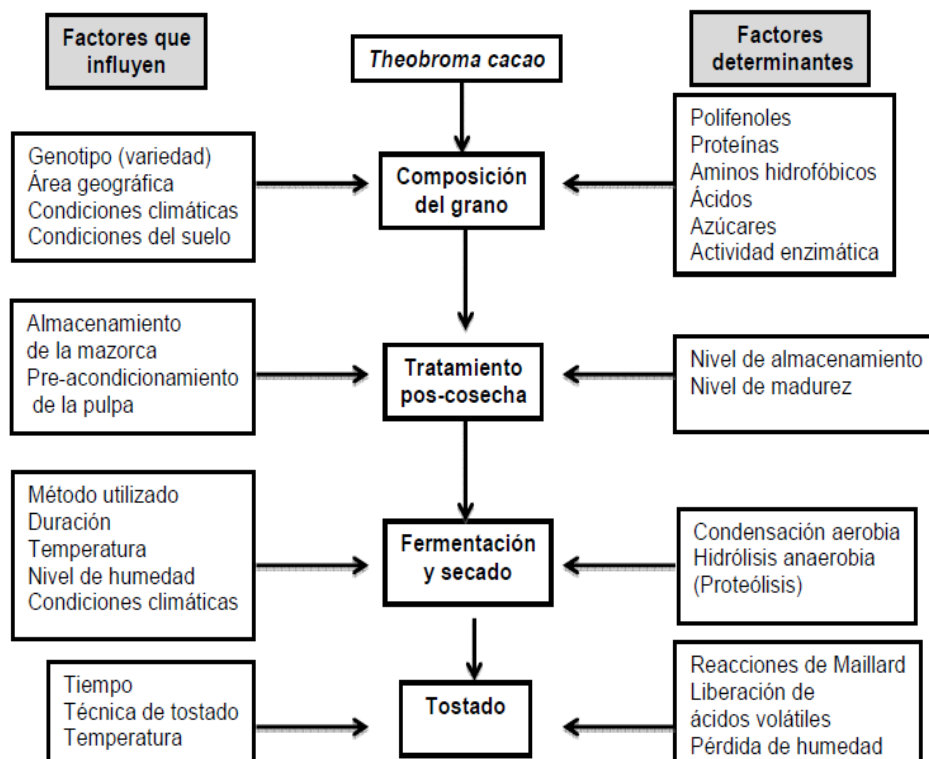 Factores que
influyen
Theobroma cacao
Factores
determinantes
Genotipo (variedad)
Área geográfica
Condiciones climáticas
Condiciones del suelo
Composición
del grano
Polifenoles
Proteínas
Aminos hidrofóbicos
Ácidos
Azúcares
Actividad enzimática
Almacenamiento
de la mazorca
Pre-acondicionamiento
de la pulpa
Tratamiento
pos-cosecha
Nivel de almacenamiento
Nivel de madurez
Método utilizado
Duración
Temperatura
Nivel de humedad
Condiciones climáticas
Fermentación
y secado
Condensación aerobia
Hidrólisis anaerobia
(Proteólisis)
Tiempo
Técnica de tostado
Temperatura
Tostado
Reacciones de Maillard
Liberación de
ácidos volátiles
Pérdida de humedad